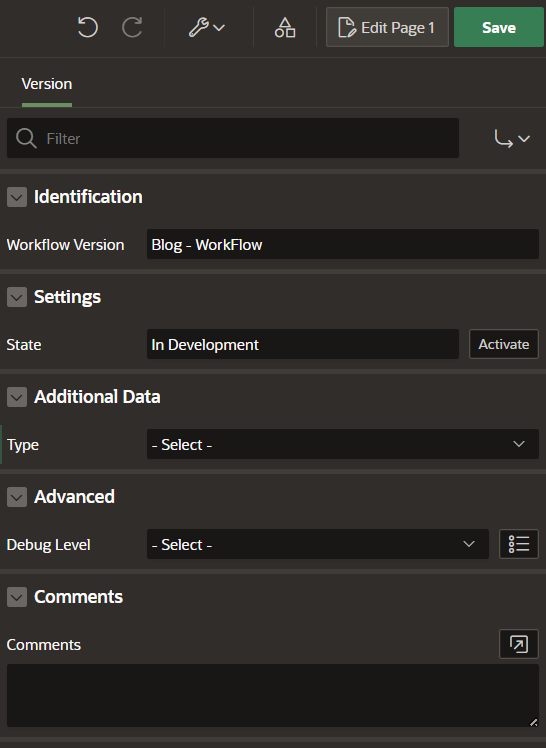 Edit Page 1 Save
Version
Filter
Identification
Workflow Version Blog - WorkFlow
Settings
State In Development Activate
Additional Data
Type - Select -
Advanced
Debug Level - Select -
Comments
Comments